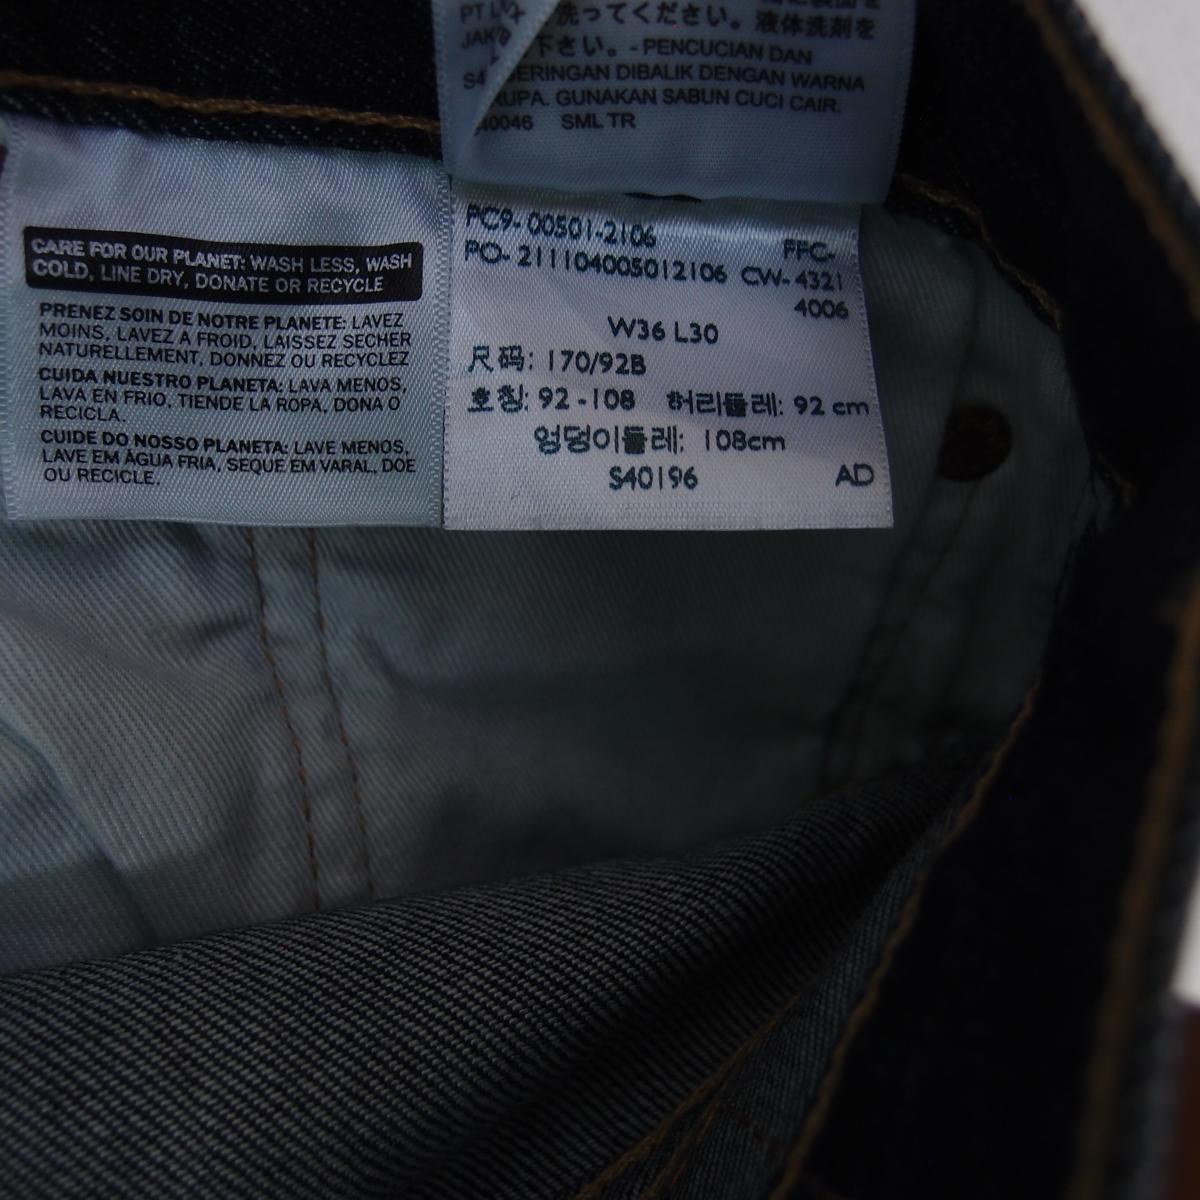 PT
洗ってください。液体洗剤を
下さい。- PENCUCIAN DAN
S4
ERINGAN DIBALIK DENGAN WARNA
RUPA. GUNAKAN SABUN CUCI CAIR.
40046 SML TR
CARE FOR OUR PLANET: WASH LESS, WASH
COLD, LINE DRY, DONATE OR RECYCLE
PRENEZ SOIN DE NOTRE PLANETE: LAVEZ
MOINS, LAVEZ A FROID, LAISSEZ SECHER
NATURELLEMENT, DONNEZ OU RECYCLEZ
CUIDA NUESTRO PLANETA: LAVA MENOS,
LAVA EN FRIO, TIENDE LA ROPA, DONA O
RECICLA.
CUIDE DO NOSSO PLANETA: LAVE MENOS,
LAVE EM ÁGUA FRIA, SEQUE EM VARAL, DOE
OU RECICLE.
PC9- 00501-2106 FFC-
PO- 211104005012106 CW- 4321
4006
W36 L30
尺码: 170/92B
호칭: 92 -108 허리둘레: 92 cm
엉덩이둘레: 108cm
S40196 AD